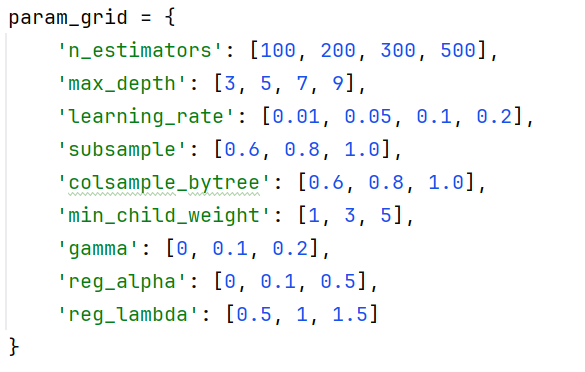 param_grid = {
    'n_estimators': [100, 200, 300, 500],
    'max_depth': [3, 5, 7, 9],
    'learning_rate': [0.01, 0.05, 0.1, 0.2],
    'subsample': [0.6, 0.8, 1.0],
    'colsample_bytree': [0.6, 0.8, 1.0],
    'min_child_weight': [1, 3, 5],
    'gamma': [0, 0.1, 0.2],
    'reg_alpha': [0, 0.1, 0.5],
    'reg_lambda': [0.5, 1, 1.5]
}